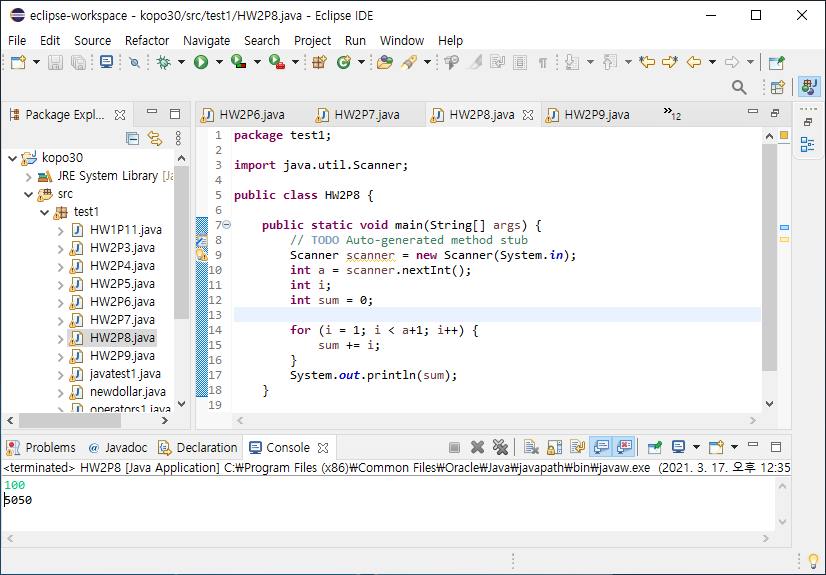 eclipse-workspace - kopo30/src/test1/HW2P8.java - Eclipse IDE
File Edit Source Refactor Navigate Search Project Run Window Help
Package Expl...
kopo30
JRE System Library [Ja
src
test1
HW1P11.java
HW2P3.java
HW2P4.java
HW2P5.java
HW2P6.java
HW2P7.java
HW2P8.java
HW2P9.java
javatest1.java
newdollar.java
operators1.java
HW2P6.java HW2P7.java HW2P8.java HW2P9.java »12
1 package test1;
2
3 import java.util.Scanner;
4
5 public class HW2P8 {
6
7 public static void main(String[] args) {
8 // TODO Auto-generated method stub
9 Scanner scanner = new Scanner(System.in);
10 int a = scanner.nextInt();
11 int i;
12 int sum = 0;
13
14 for (i = 1; i < a+1; i++) {
15 sum += i;
16 }
17 System.out.println(sum);
18 }
19
Problems @ Javadoc Declaration Console
<terminated> HW2P8 [Java Application] C:₩Program Files (x86)₩Common Files₩Oracle₩Java₩javapath₩bin₩javaw.exe (2021. 3. 17. 오후 12:35
100
5050